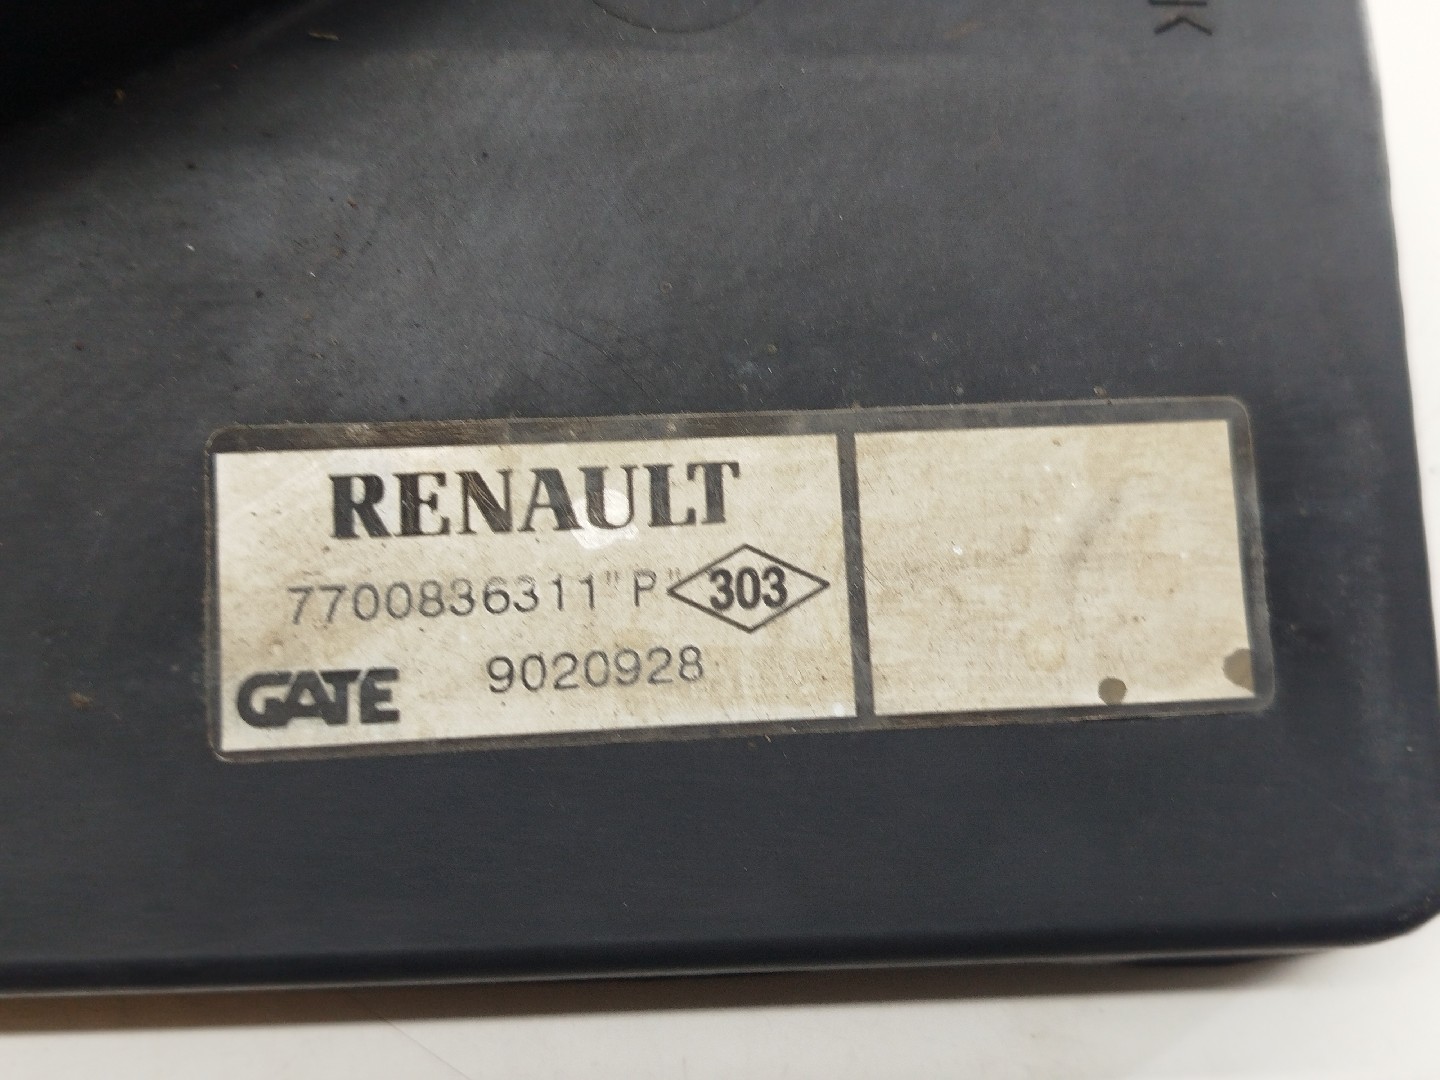 K
RENAULT
7700836311"P" 303
GATE 9020928